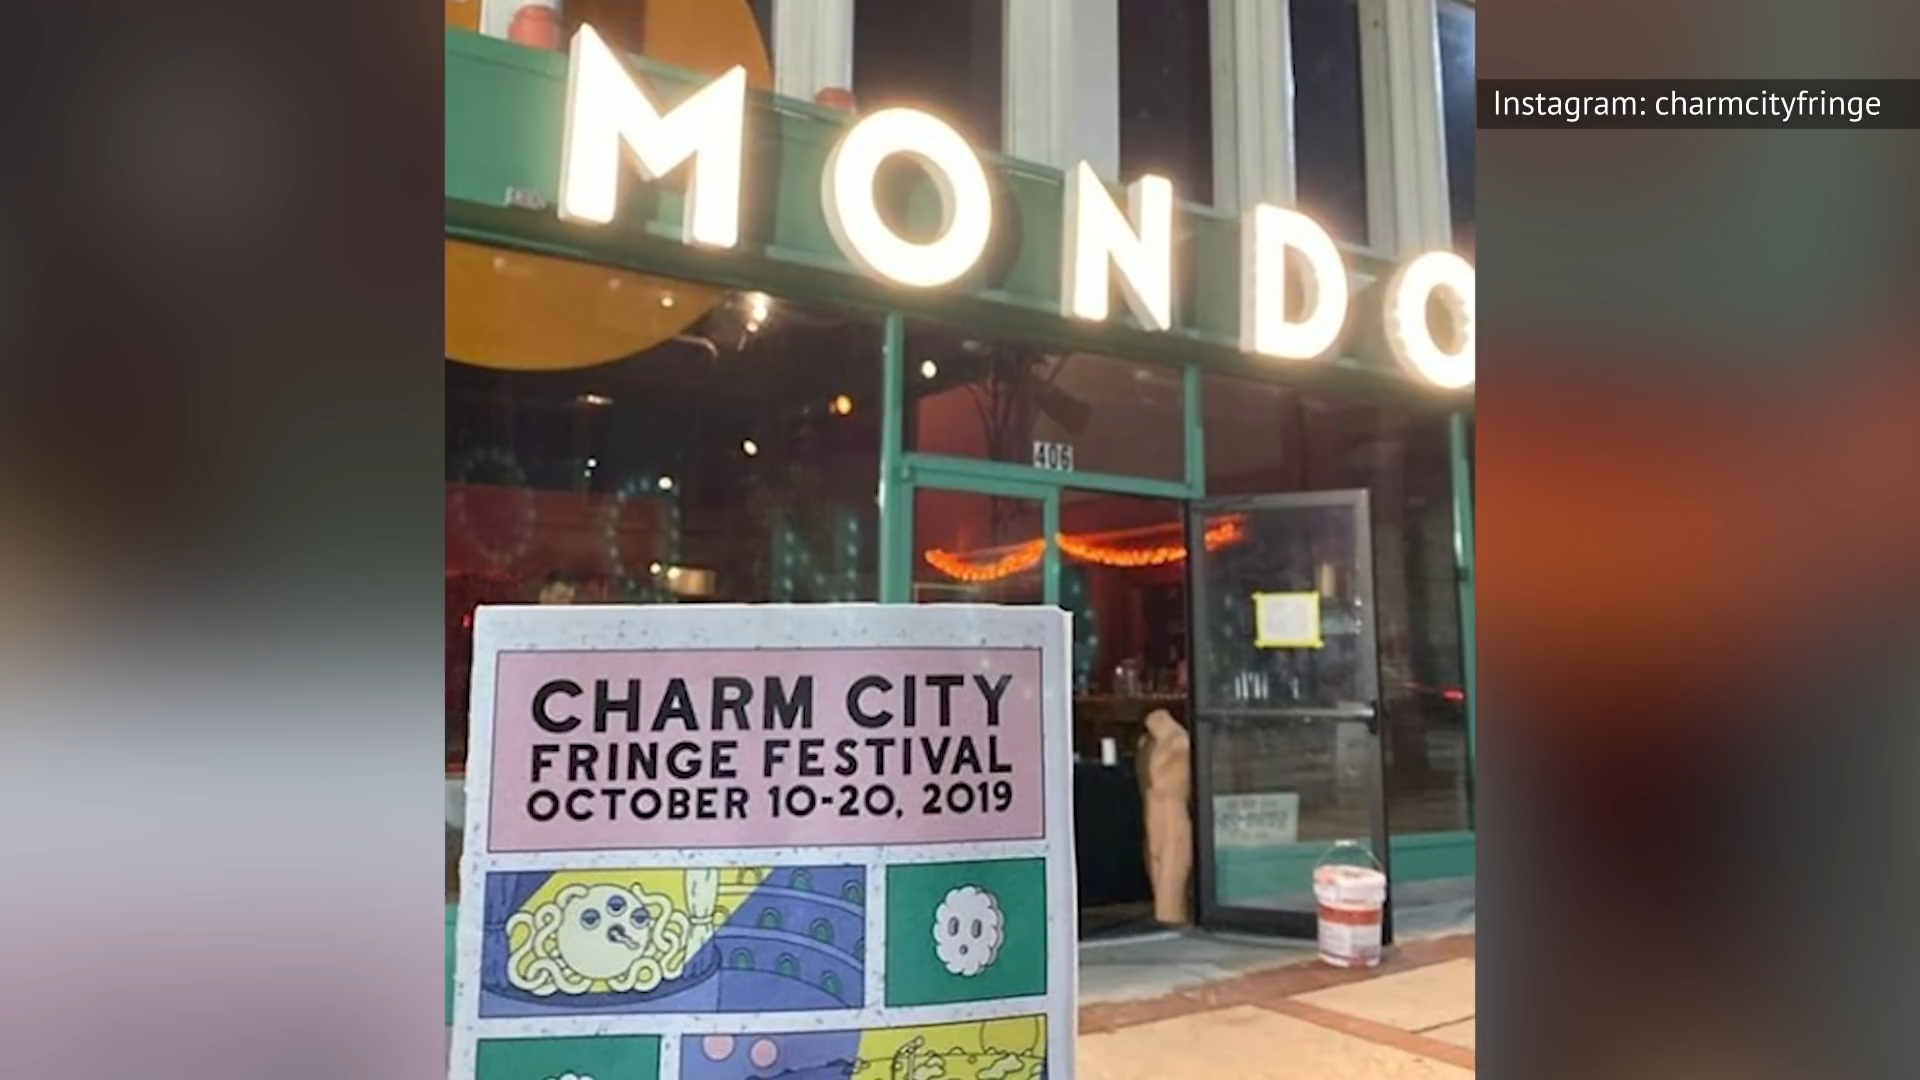 Instagram: charmcityfringe
MONDO
406
CHARM CITY
FRINGE FESTIVAL
OCTOBER 10-20, 2019